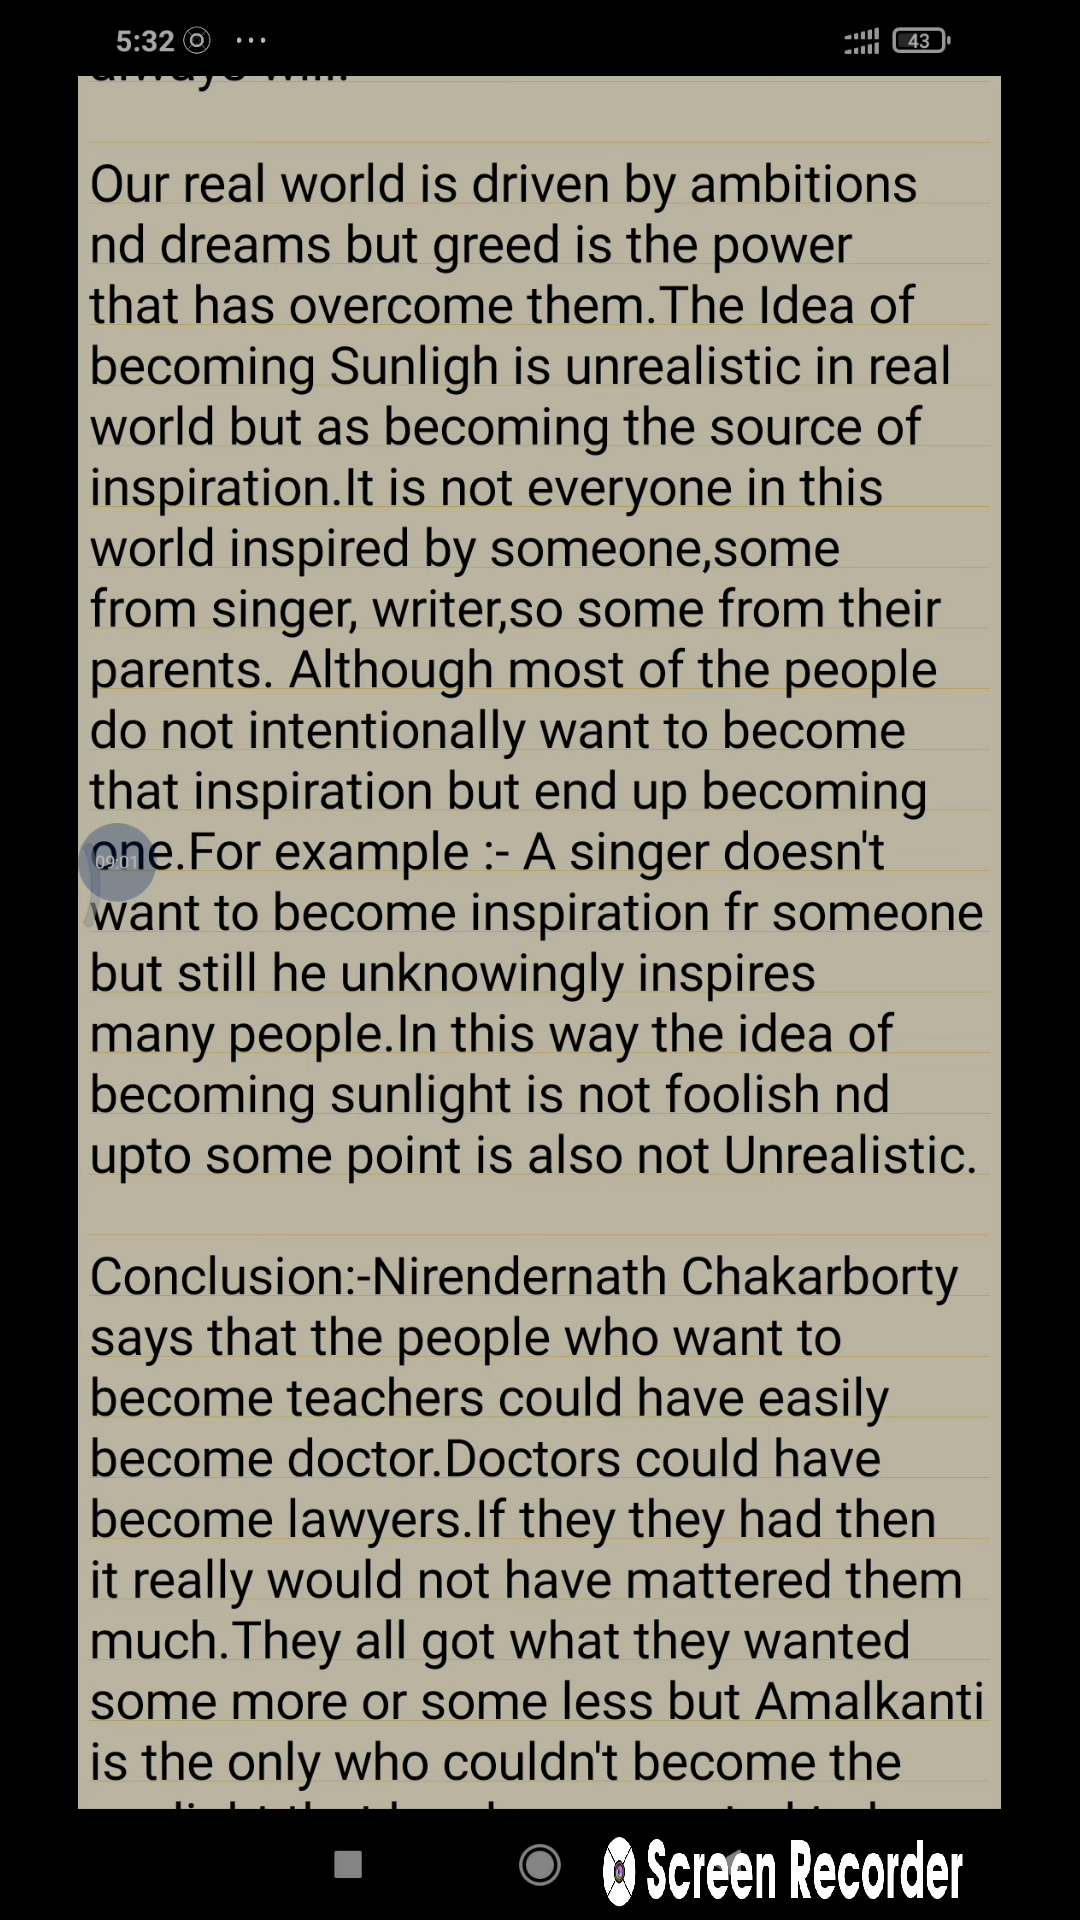 5:32
43
always will.
Our real world is driven by ambitions
nd dreams but greed is the power
that has overcome them.The Idea of
becoming Sunligh is unrealistic in real
world but as becoming the source of
inspiration.It is not everyone in this
world inspired by someone,some
from singer, writer,so some from their
parents. Although most of the people
do not intentionally want to become
that inspiration but end up becoming
one.For example :- A singer doesn't
09:01
want to become inspiration fr someone
but still he unknowingly inspires
many people.In this way the idea of
becoming sunlight is not foolish nd
upto some point is also not Unrealistic.
Conclusion:-Nirendernath Chakarborty
says that the people who want to
become teachers could have easily
become doctor.Doctors could have
become lawyers.If they they had then
it really would not have mattered them
much.They all got what they wanted
some more or some less but Amalkanti
is the only who couldn't become the
Screen Recorder